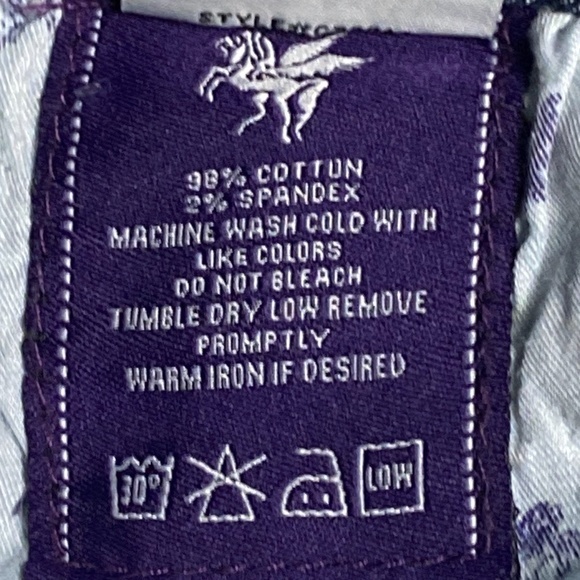 98% COTTON
2% SPANDEX
MACHINE WASH COLD WITH
LIKE COLORS
DO NOT BLEACH
TUMBLE DRY LOW REMOVE
PROMPTLY
WARM IRON IF DESIRED
30° LOW